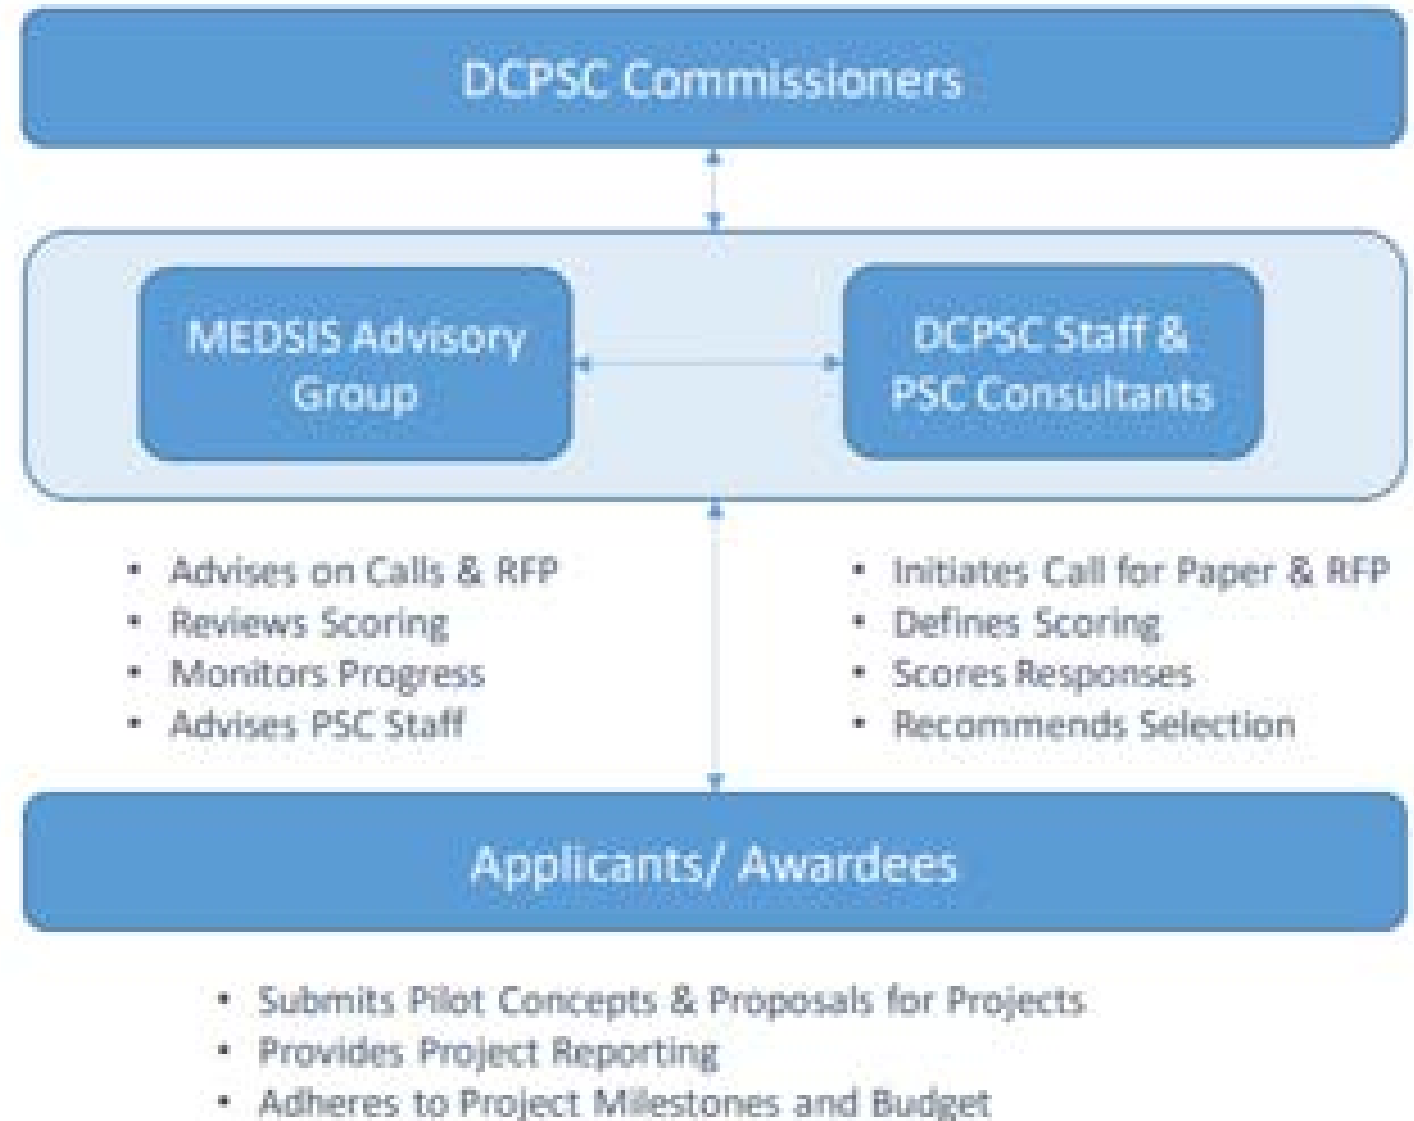 DCPSC Commissioners
MEDSIS Advisory
Group
DCPSC Staff &
PSC Consultants
• Advises on Calls & RFP
• Reviews Scoring
• Monitors Progress
• Advises PSC Staff
• Initiates Call for Paper & RFP
• Defines Scoring
• Scores Responses
• Recommends Selection
Applicants/ Awardees
• Submits Pilot Concepts & Proposals for Projects
• Provides Project Reporting
• Adheres to Project Milestones and Budget